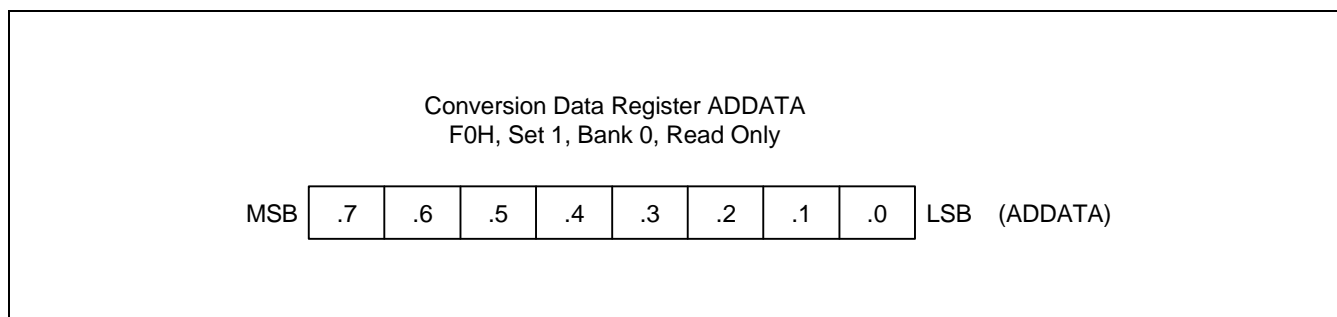 Conversion Data Register ADDATA
F0H, Set 1, Bank 0, Read Only
MSB .7 .6 .5 .4 .3 .2 .1 .0 LSB (ADDATA)